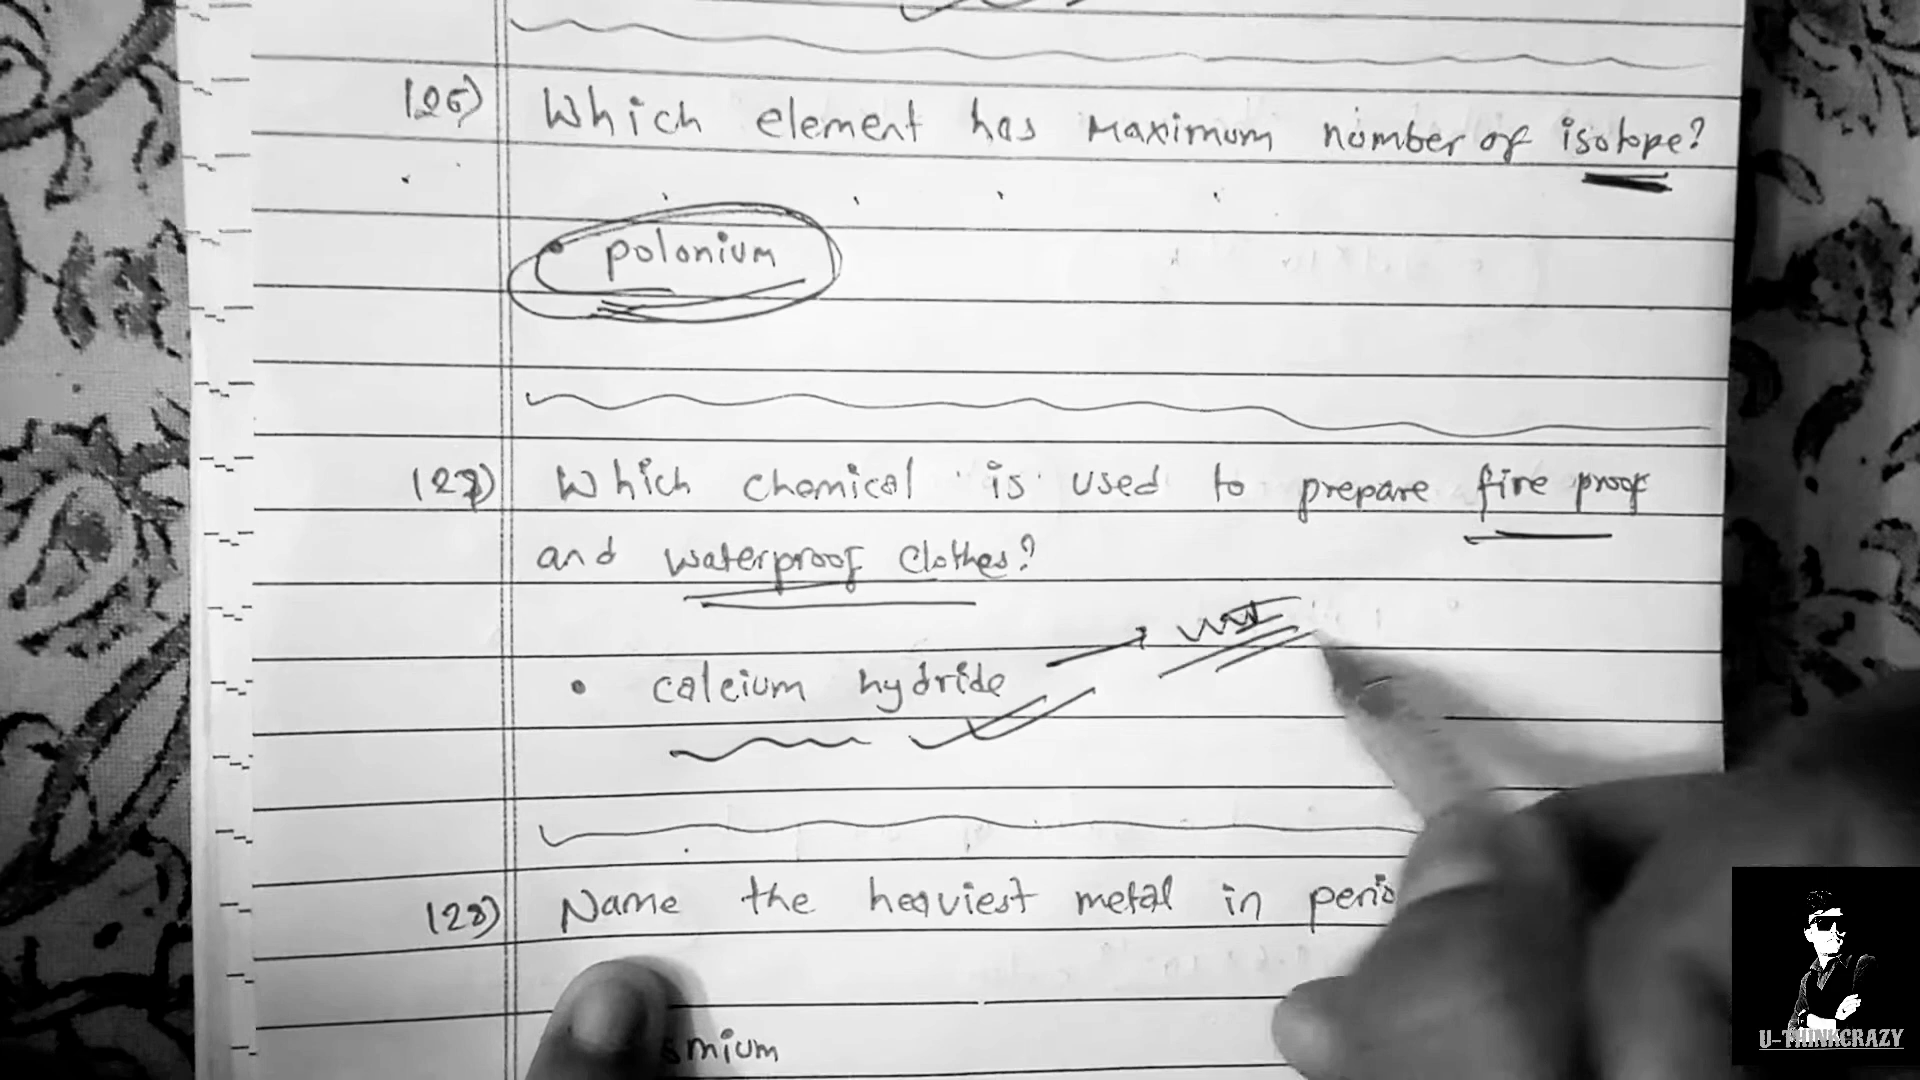 126) Which element has Maximum number of isotope?
• polonium
127) Which chemical is used to prepare fire proof
and waterproof clothes?
• calcium hydride
128) Name the heaviest metal in perio
smium
U-THINKCRAZY